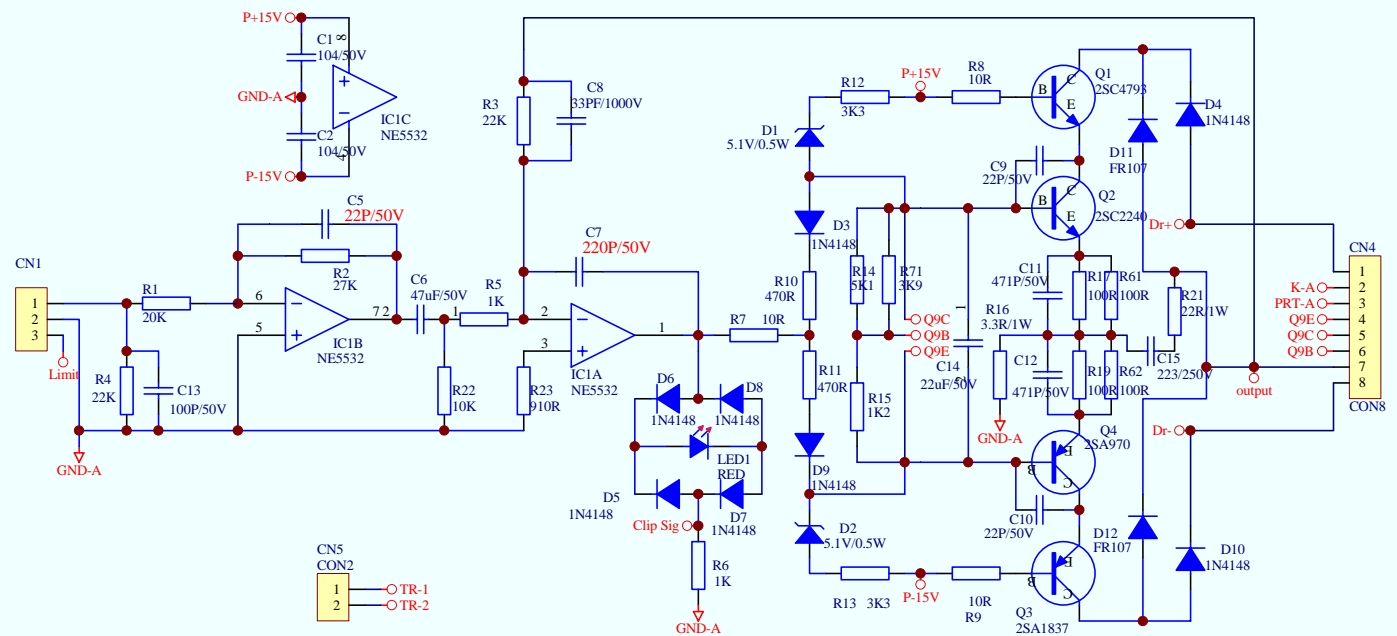 P+15V
C1
104/50V
8
GND-A
IC1C
NE5532
C2
104/50V
4
P-15V
C5
22P/50V
R2
27K
CN1
1
2
3
Limit
R1
20K
6
5
7
IC1B
NE5532
R4
22K
C13
100P/50V
GND-A
C6
47uF/50V
2
1
R5
1K
R22
10K
R23
910R
R3
22K
C8
33PF/1000V
C7
220P/50V
2
3
1
IC1A
NE5532
R7
10R
D6
1N4148
D8
1N4148
LED1
RED
D5
1N4148
D7
1N4148
Clip Sig
R6
1K
GND-A
CN5
CON2
1
2
TR-1
TR-2
R12
3K3
P+15V
R8
10R
D1
5.1V/0.5W
D3
1N4148
R10
470R
R11
470R
D9
1N4148
D2
5.1V/0.5W
R13
3K3
P-15V
10R
R9
R14
5K1
R71
3K9
Q9C
Q9B
Q9E
R15
1K2
1
C14
22uF/50V
2
R16
3.3R/1W
GND-A
C9
22P/50V
B
C
E
Q1
2SC4793
B
C
E
Q2
2SC2240
C11
471P/50V
R17
100R
R61
100R
C12
471P/50V
R19
100R
R62
100R
R21
22R/1W
C15
223/250V
Q4
2SA970
B
E
C
C10
22P/50V
B
E
C
Q3
2SA1837
D11
FR107
D4
1N4148
D12
FR107
D10
1N4148
Dr+
Dr-
K-A
PRT-A
Q9E
Q9C
Q9B
output
CN4
1
2
3
4
5
6
7
8
CON8